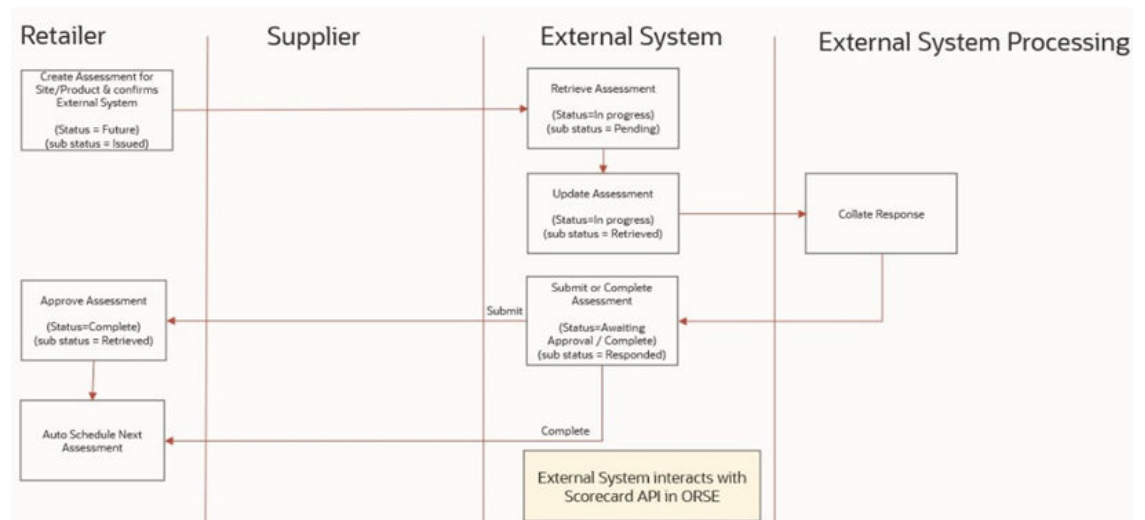 Retailer
Supplier
External System
External System Processing
Create Assessment for
Site/Product & confirms
External System
(Status = Future)
(sub status = Issued)
Retrieve Assessment
(Status=In progress)
(sub status = Pending)
Update Assessment
(Status=In progress)
(sub status = Retrieved)
Collate Response
Submit or Complete
Assessment
(Status=Awaiting
Approval / Complete)
(sub status = Responded)
Submit
Approve Assessment
(Status=Complete)
(sub status = Retrieved)
Auto Schedule Next
Assessment
Complete
External System interacts with
Scorecard API in ORSE